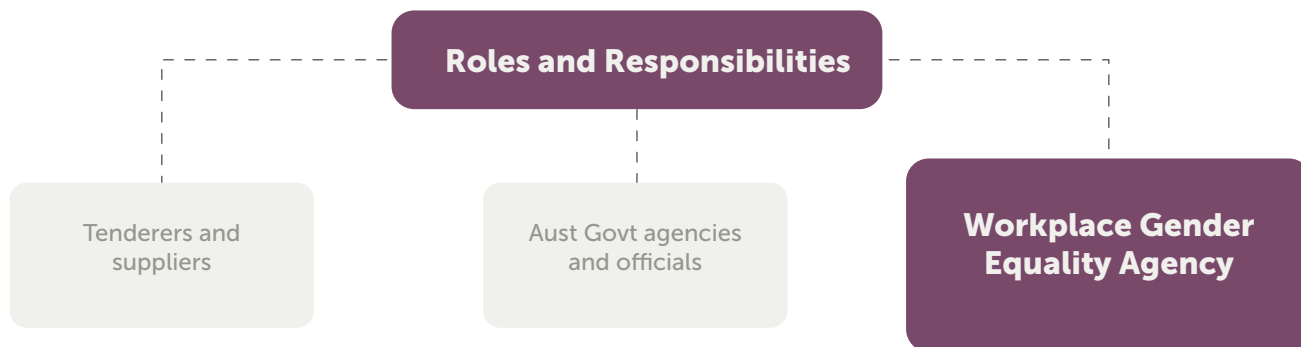 Roles and Responsibilities
Tenderers and
suppliers
Aust Govt agencies
and officials
Workplace Gender
Equality Agency